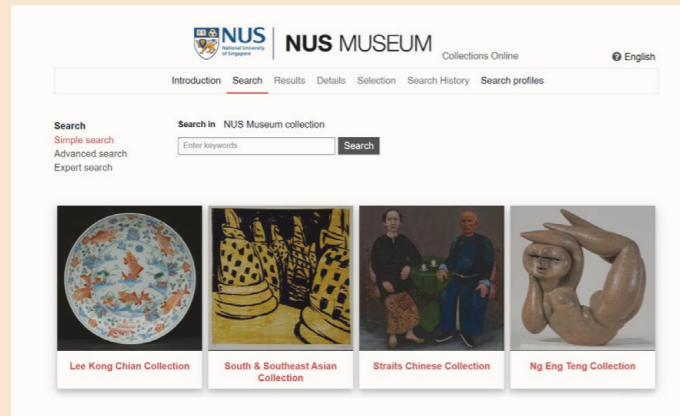 NUS
National University
of Singapore
NUS MUSEUM
Collections Online
English
Introduction Search Results Details Selection Search History Search profiles
Search
Simple search
Advanced search
Expert search
Search in NUS Museum collection
Enter keywords
Search
Lee Kong Chian Collection
South & Southeast Asian
Collection
Straits Chinese Collection
Ng Eng Teng Collection